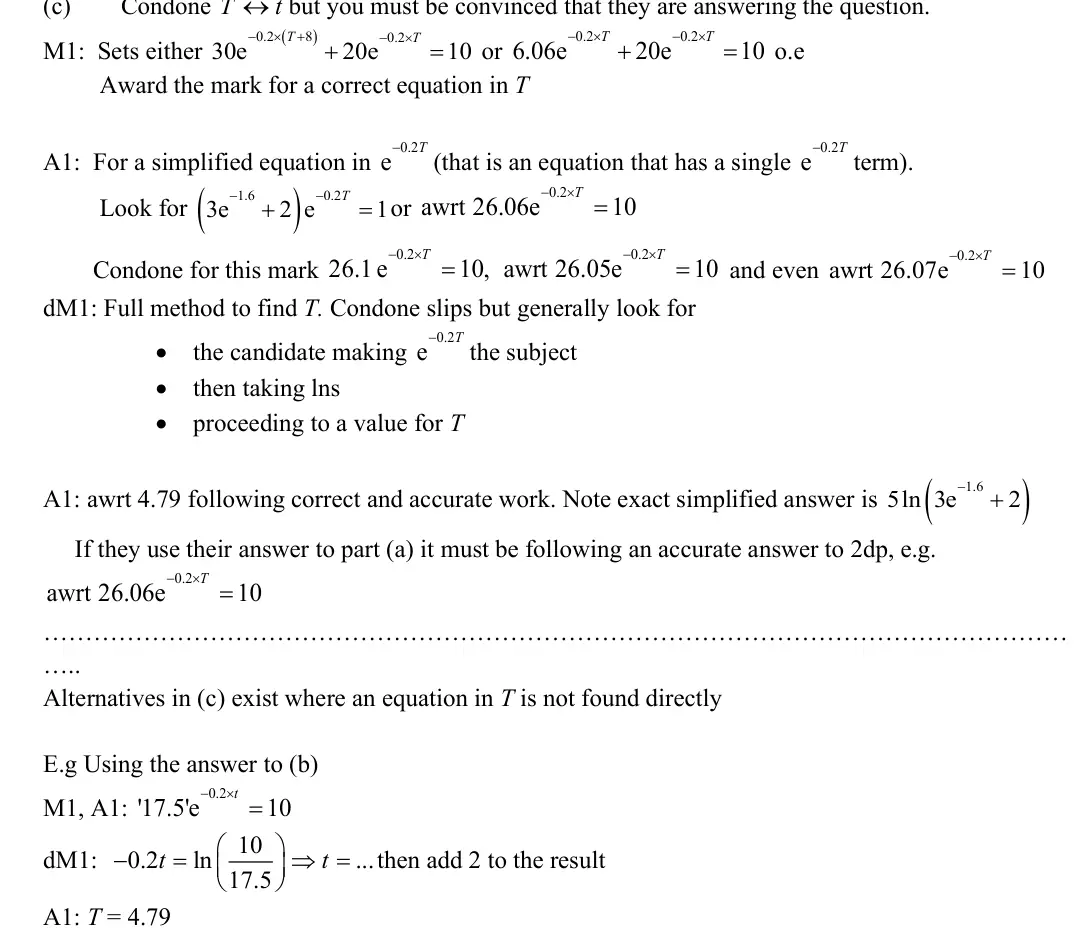 (c) Condone T ↔ t but you must be convinced that they are answering the question.
M1: Sets either 30e^{−0.2×(T+8)} + 20e^{−0.2×T} = 10 or 6.06e^{−0.2×T} + 20e^{−0.2×T} = 10 o.e
Award the mark for a correct equation in T
A1: For a simplified equation in e^{−0.2T} (that is an equation that has a single e^{−0.2T} term).
Look for (3e^{−1.6} + 2)e^{−0.2T} = 1 or awrt 26.06e^{−0.2×T} = 10
Condone for this mark 26.1 e^{−0.2×T} = 10, awrt 26.05e^{−0.2×T} = 10 and even awrt 26.07e^{−0.2×T} = 10
dM1: Full method to find T. Condone slips but generally look for
• the candidate making e^{−0.2T} the subject
• then taking lns
• proceeding to a value for T
A1: awrt 4.79 following correct and accurate work. Note exact simplified answer is 5ln(3e^{−1.6} + 2)
If they use their answer to part (a) it must be following an accurate answer to 2dp, e.g.
awrt 26.06e^{−0.2×T} = 10
…………………………………………………………………………………………………………
…..
Alternatives in (c) exist where an equation in T is not found directly
E.g Using the answer to (b)
M1, A1: '17.5'e^{−0.2×t} = 10
dM1: −0.2t = ln(10/17.5) ⇒ t = ... then add 2 to the result
A1: T = 4.79